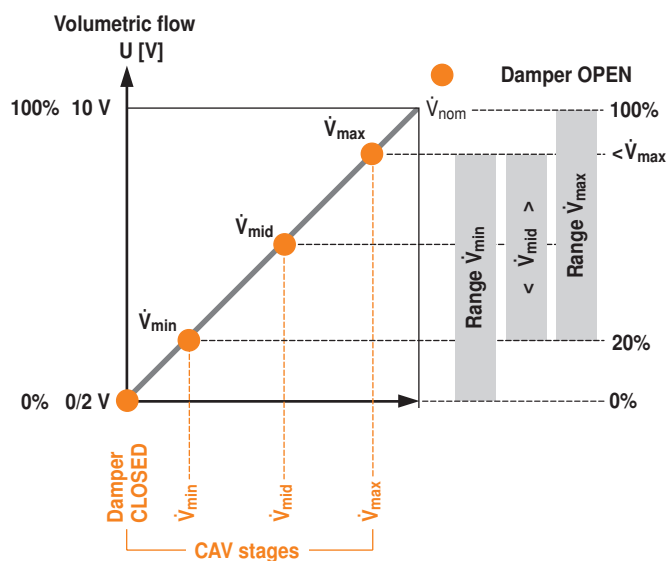 Volumetric flow
U [V]
Damper OPEN
100% 10 V
V̇nom
100%
V̇max
<V̇max
V̇mid
Range V̇min
< V̇mid >
Range V̇max
V̇min
20%
0% 0/2 V
0%
Damper
CLOSED
V̇min
V̇mid
V̇max
CAV stages